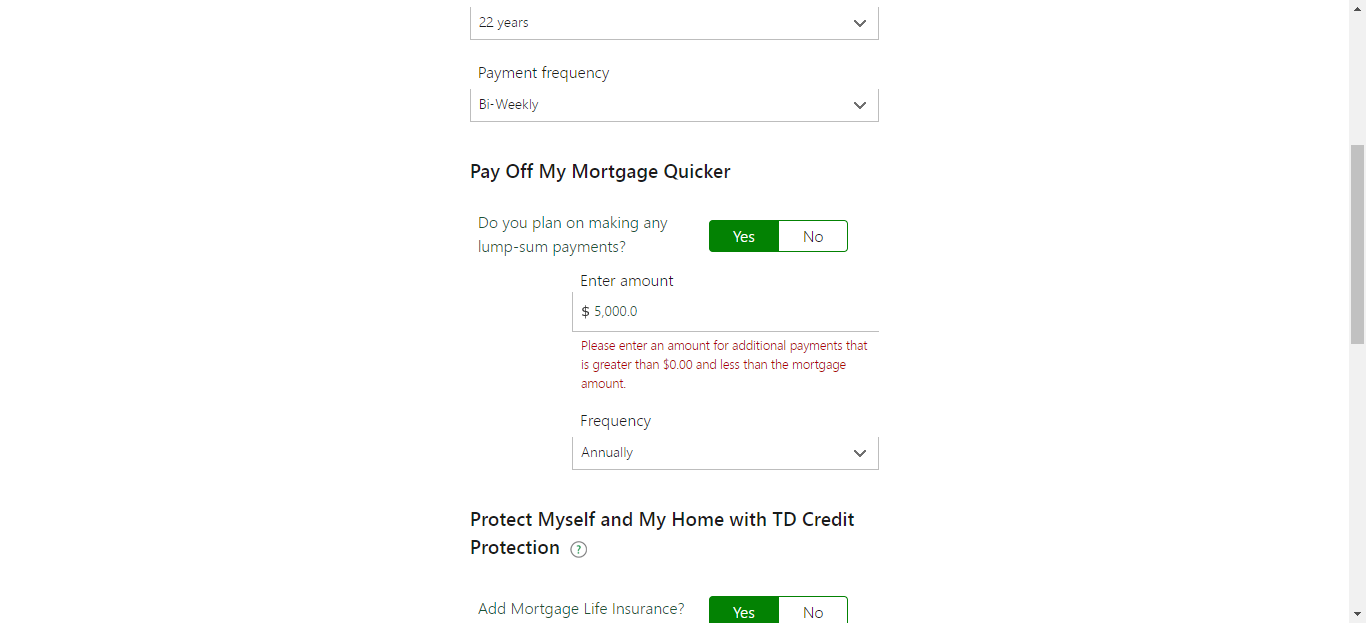 22 years
Payment frequency
Bi-Weekly
Pay Off My Mortgage Quicker
Do you plan on making any
lump-sum payments?
Yes
No
Enter amount
$ 5,000.0
Please enter an amount for additional payments that
is greater than $0.00 and less than the mortgage
amount.
Frequency
Annually
Protect Myself and My Home with TD Credit
Protection ?
Add Mortgage Life Insurance?
Yes
No